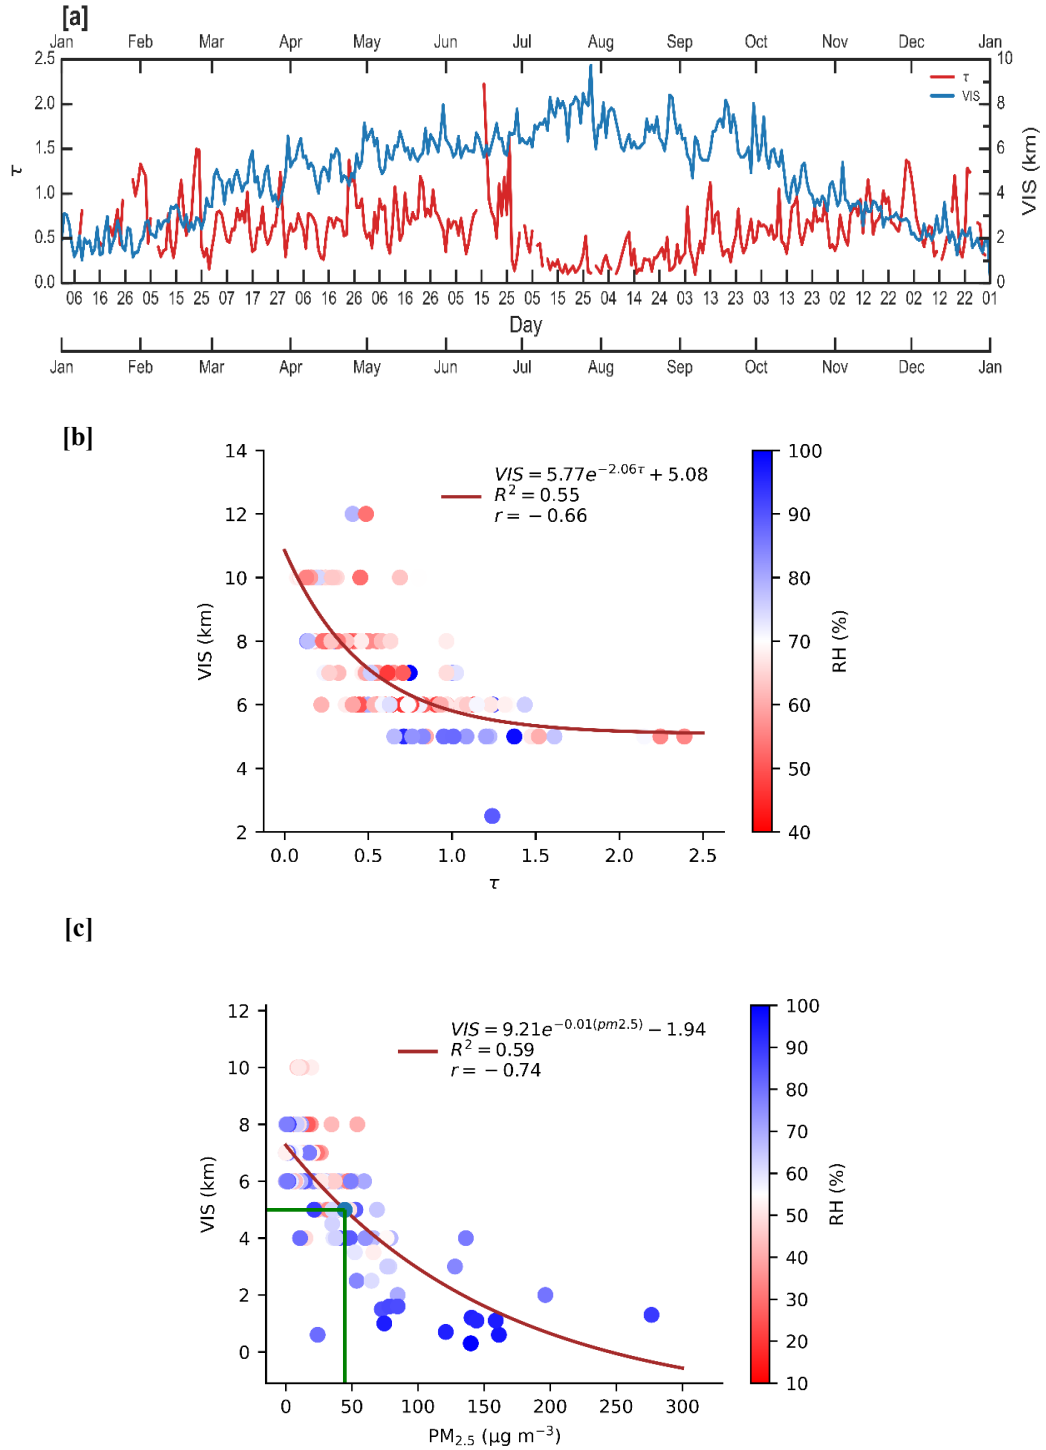 [a]
Jan Feb Mar Apr May Jun Jul Aug Sep Oct Nov Dec Jan
2.5 2.0 1.5 1.0 0.5 0.0
τ
10 8 6 4 2 0
VIS (km)
τ
VIS
06 16 26 05 15 25 07 17 27 06 16 26 06 16 26 05 15 25 05 15 25 04 14 24 03 13 23 03 13 23 02 12 22 02 12 22 01
Day
Jan Feb Mar Apr May Jun Jul Aug Sep Oct Nov Dec Jan
[b]
VIS = 5.77e^{−2.06τ} + 5.08
R² = 0.55
r = − 0.66
14 12 10 8 6 4 2
VIS (km)
0.0 0.5 1.0 1.5 2.0 2.5
τ
100 90 80 70 60 50 40
RH (%)
[c]
VIS = 9.21e^{−0.01(pm2.5)} − 1.94
R² = 0.59
r = − 0.74
12 10 8 6 4 2 0
VIS (km)
0 50 100 150 200 250 300
PM₂.₅ (µg m⁻³)
100 90 80 70 60 50 40 30 20 10
RH (%)